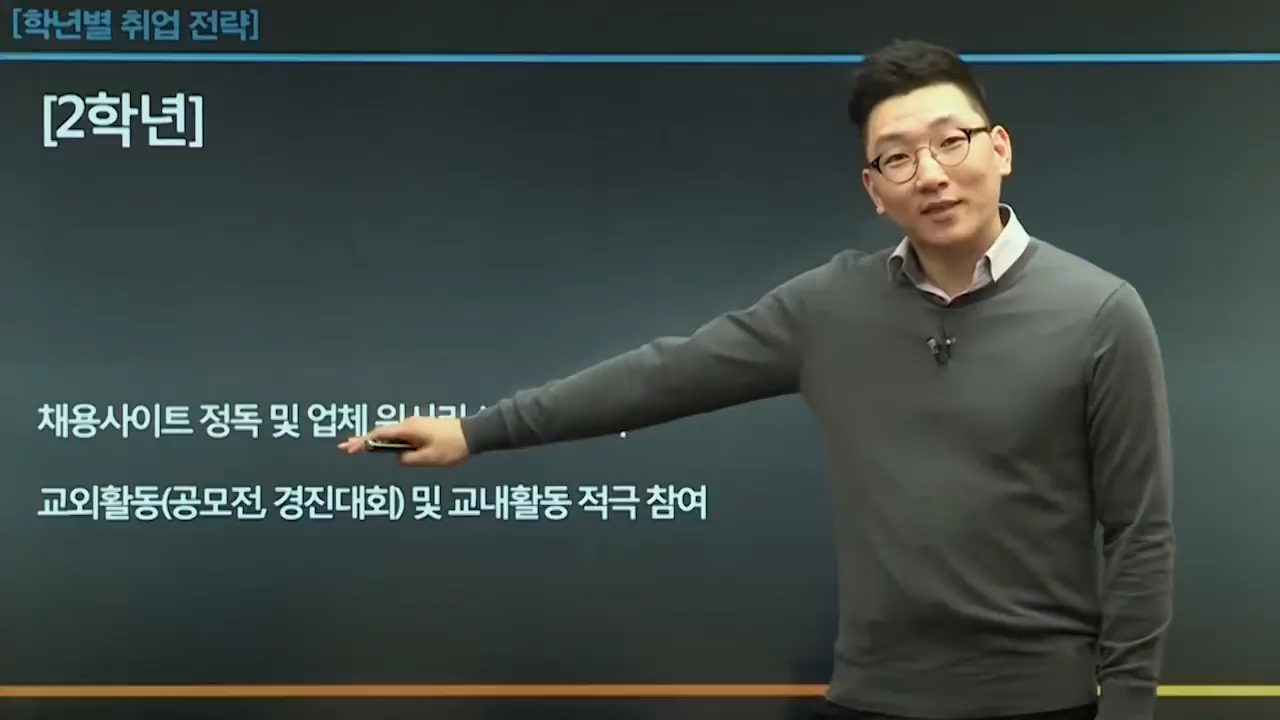 [학년별 취업 전략]
[2학년]
채용사이트 정독 및 업체
교외활동(공모전, 경진대회) 및 교내활동 적극 참여